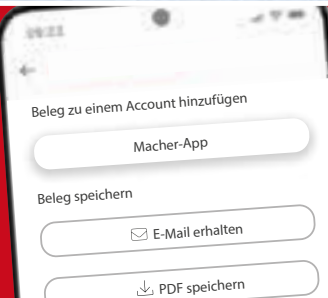 Beleg zu einem Account hinzufügen
Macher-App
Beleg speichern
E-Mail erhalten
PDF speichern